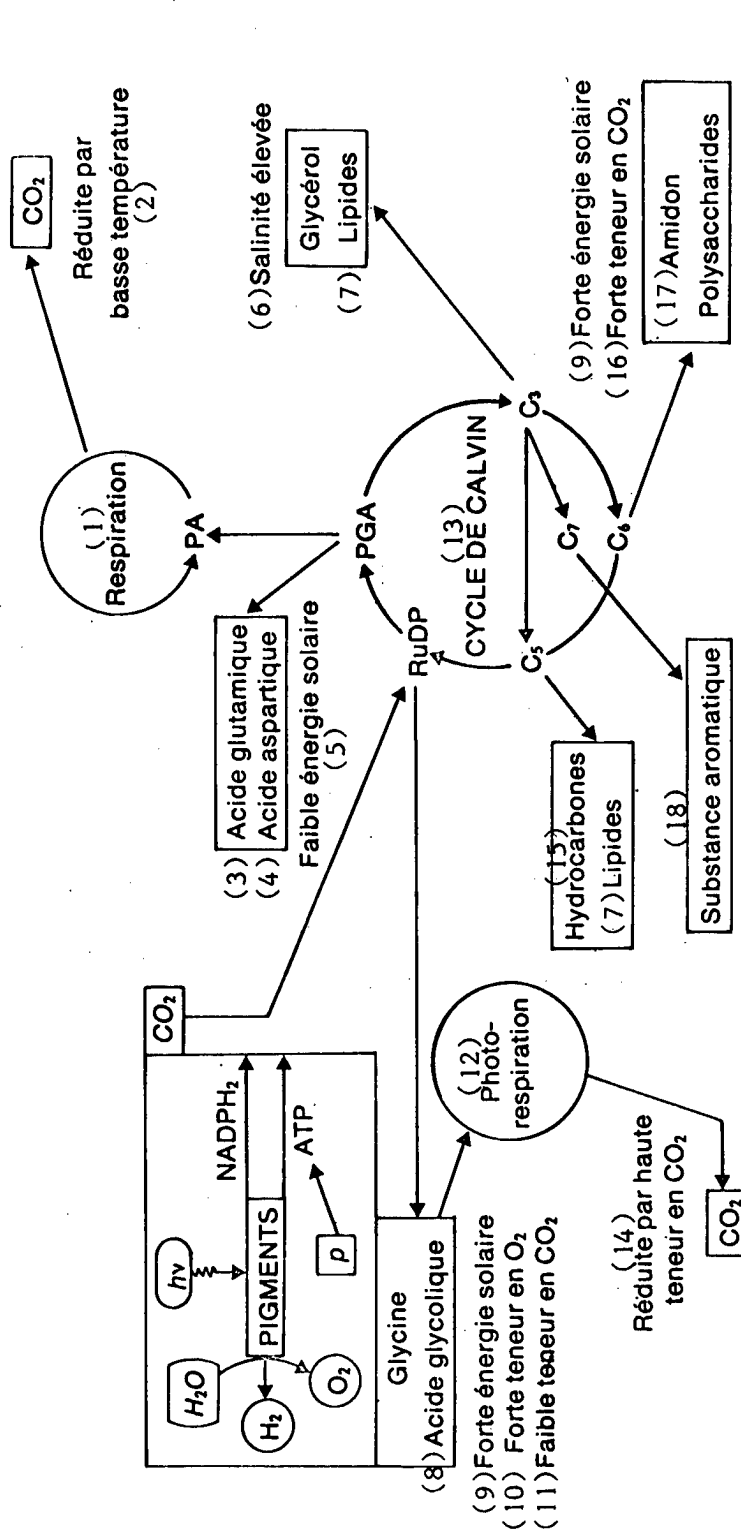 CO₂
NADPH₂
ATP
hν
PIGMENTS
p
H₂O
H₂
O₂
Glycine
(8) Acide glycolique
(9) Forte énergie solaire
(10) Forte teneur en O₂
(11) Faible teneur en CO₂
(12)
Photo-
respiration
(14)
Réduite par haute
teneur en CO₂
CO₂
(3) Acide glutamique
(4) Acide aspartique
Faible énergie solaire
(5)
(1)
Respiration
PA
CO₂
Réduite par
basse température
(2)
RuDP
PGA
(13)
CYCLE DE CALVIN
C₃
C₅
C₇
C₆
(6) Salinité élevée
Glycérol
Lipides
(7)
(15)
Hydrocarbones
(7) Lipides
(18)
Substance aromatique
(9) Forte énergie solaire
(16) Forte teneur en CO₂
(17) Amidon
Polysaccharides